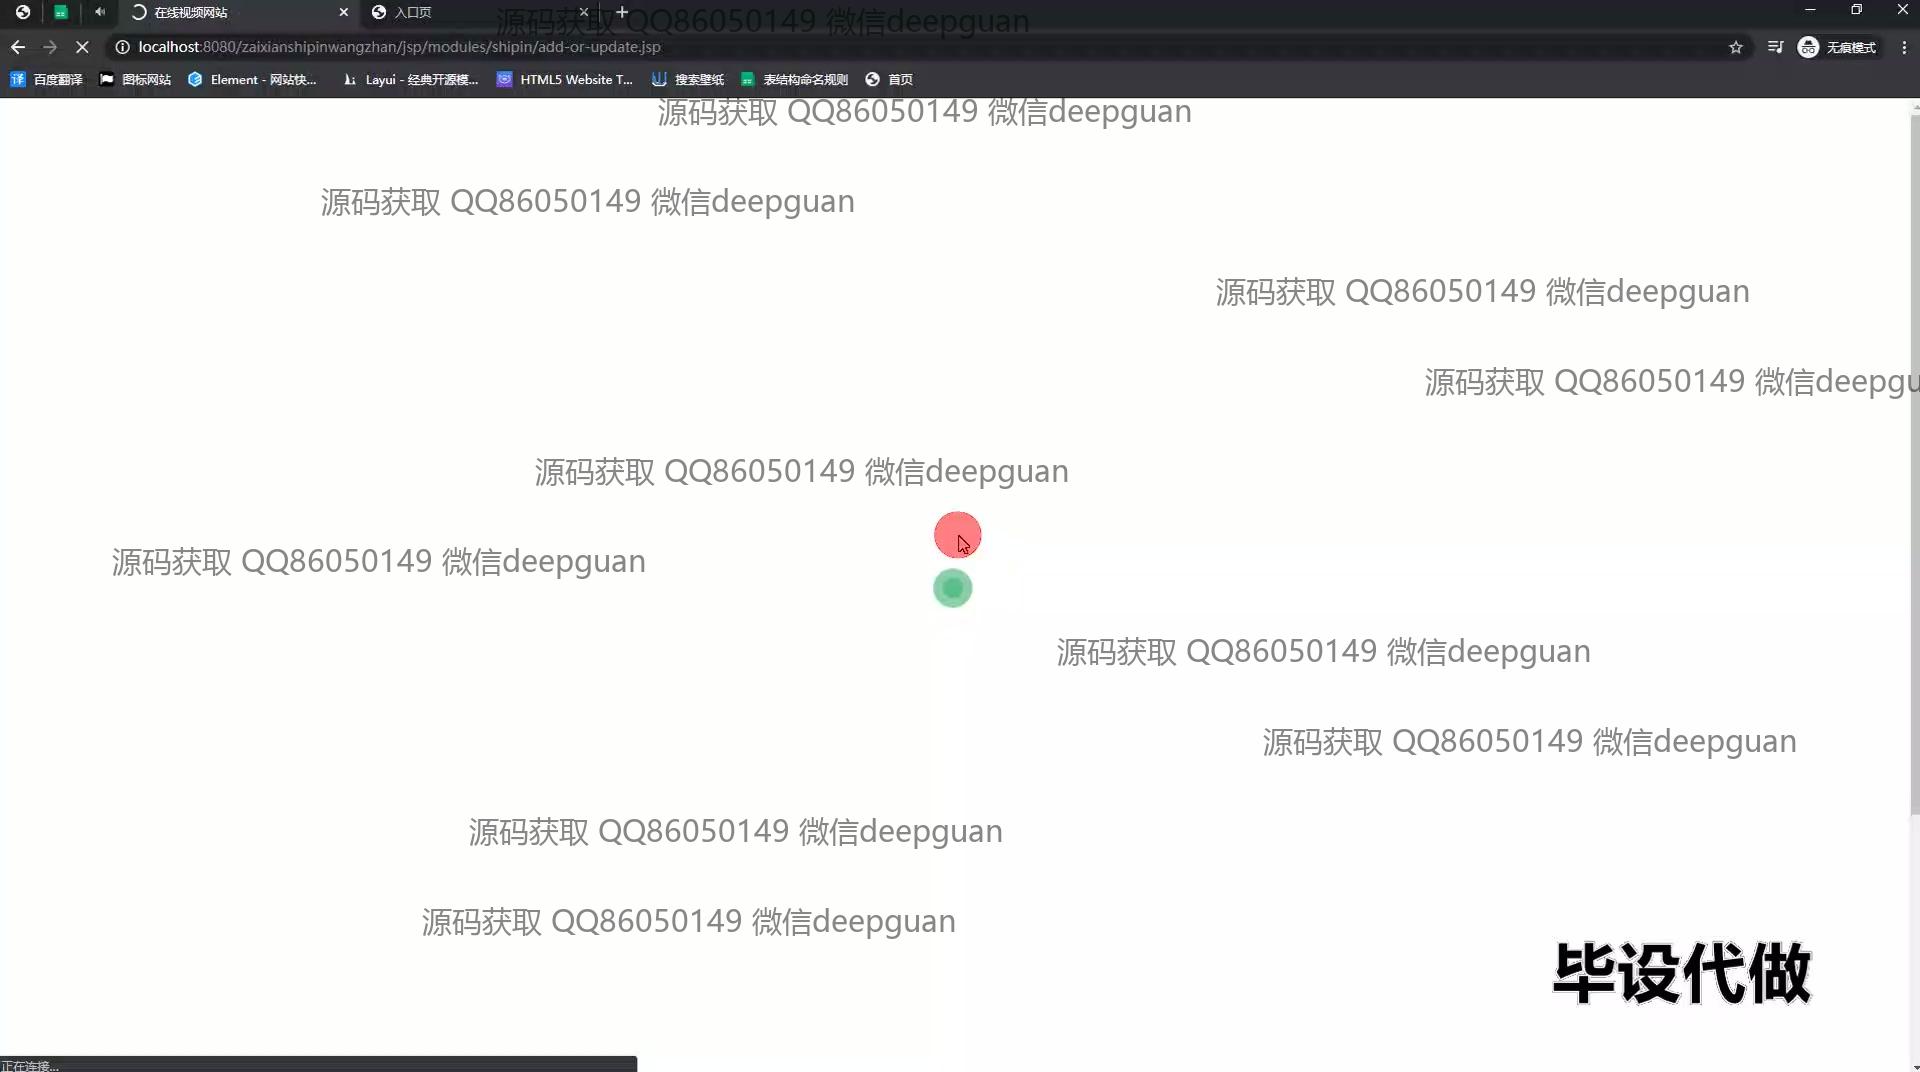 在线视频网站
入口页
源码获取 QQ86050149 微信deepguan
localhost:8080/zaixianshipinwangzhan/jsp/modules/shipin/add-or-update.jsp
无痕模式
译 百度翻译
图标网站
Element - 网站快...
Layui - 经典开源模...
HTML5 Website T...
搜索壁纸
表结构命名规则
首页
源码获取 QQ86050149 微信deepguan
源码获取 QQ86050149 微信deepguan
源码获取 QQ86050149 微信deepguan
源码获取 QQ86050149 微信deepgu
源码获取 QQ86050149 微信deepguan
源码获取 QQ86050149 微信deepguan
源码获取 QQ86050149 微信deepguan
源码获取 QQ86050149 微信deepguan
源码获取 QQ86050149 微信deepguan
源码获取 QQ86050149 微信deepguan
毕设代做
正在连接...